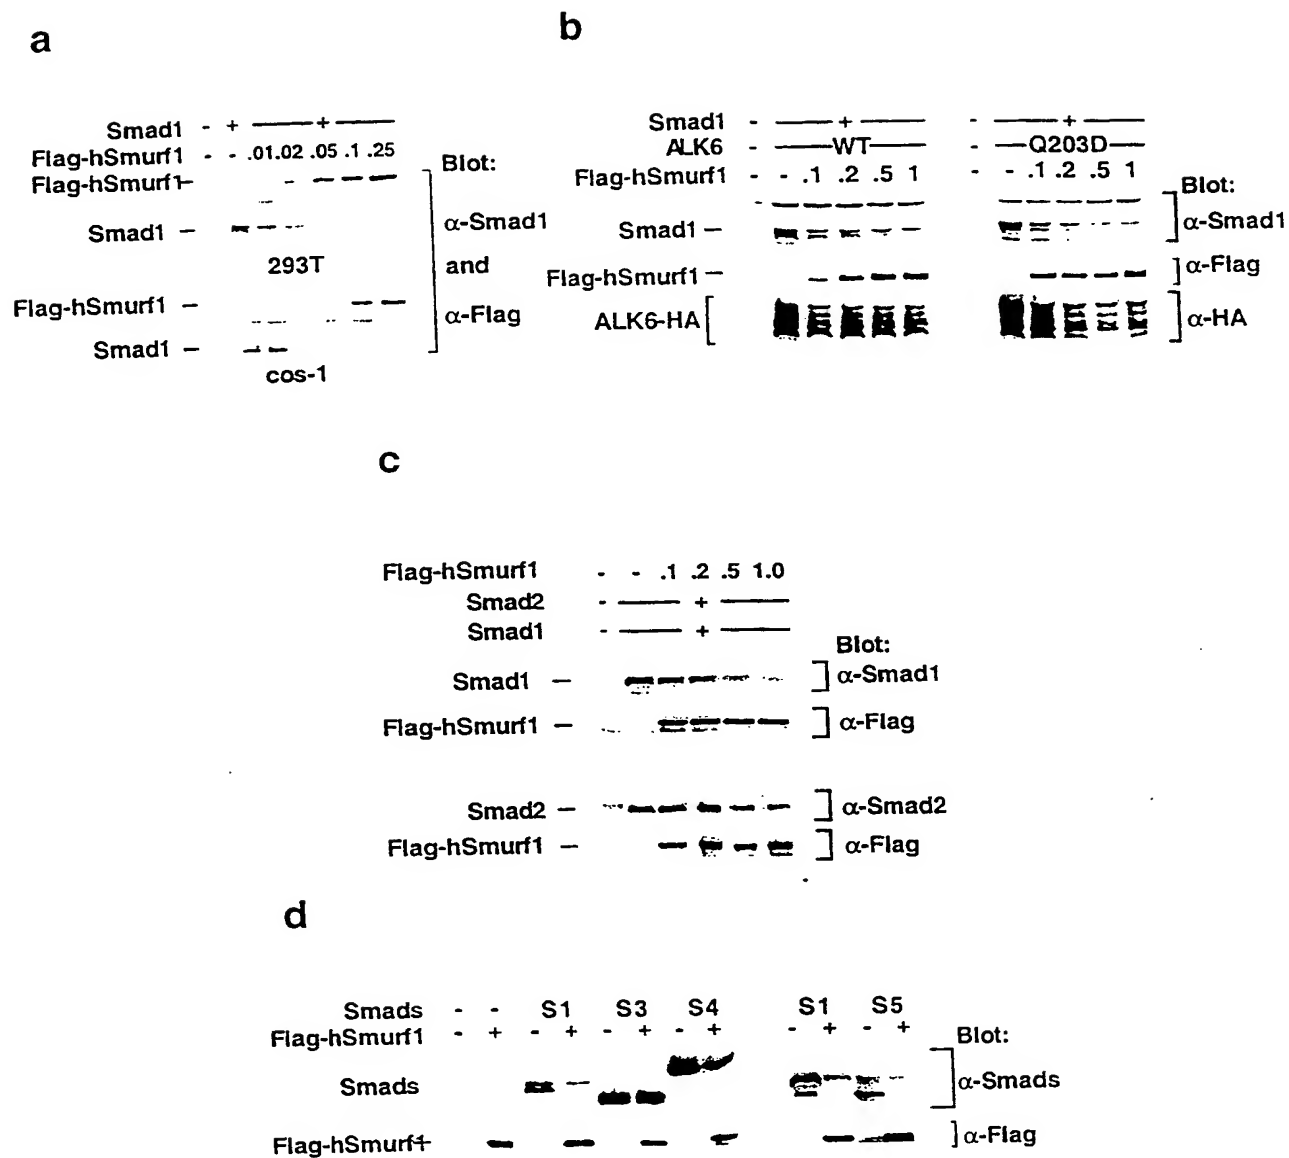 a
Smad1 - + + 
Flag-hSmurf1 - - .01 .02 .05 .1 .25
Flag-hSmurf1
Blot:
Smad1
α-Smad1
293T
and
Flag-hSmurf1
α-Flag
Smad1
cos-1
b
Smad1 - + - +
ALK6 - WT - Q203D
Flag-hSmurf1 - - .1 .2 .5 1 - - .1 .2 .5 1
Blot:
Smad1
α-Smad1
Flag-hSmurf1
α-Flag
ALK6-HA
α-HA
c
Flag-hSmurf1 - - .1 .2 .5 1.0
Smad2 - +
Smad1 - +
Blot:
Smad1
α-Smad1
Flag-hSmurf1
α-Flag
Smad2
α-Smad2
Flag-hSmurf1
α-Flag
d
Smads - - S1 S3 S4 S1 S5
Flag-hSmurf1 - + - + - + - + - + - +
Blot:
Smads
α-Smads
Flag-hSmurf1
α-Flag